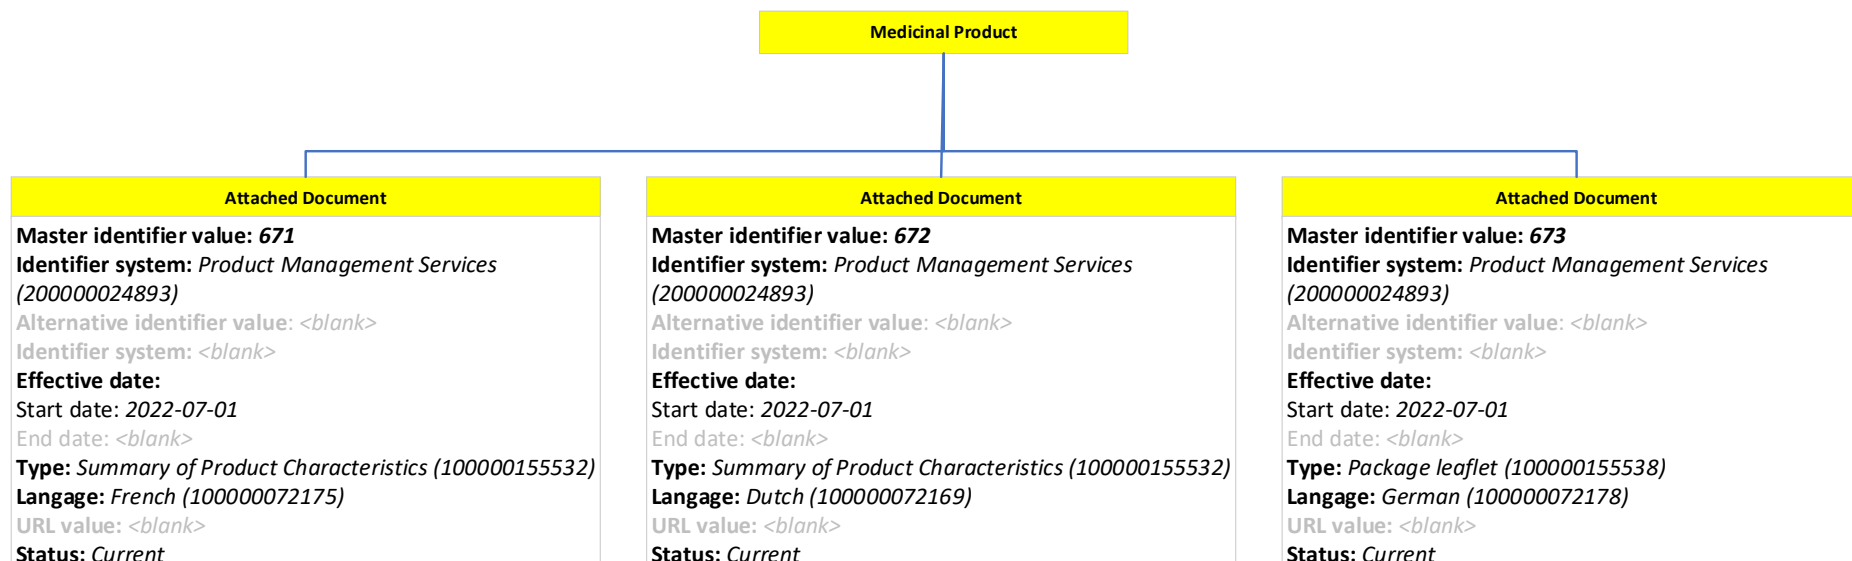 Medicinal Product
Attached Document
Master identifier value: 671
Identifier system: Product Management Services
(200000024893)
Alternative identifier value: <blank>
Identifier system: <blank>
Effective date:
Start date: 2022-07-01
End date: <blank>
Type: Summary of Product Characteristics (100000155532)
Langage: French (100000072175)
URL value: <blank>
Status: Current
Attached Document
Master identifier value: 672
Identifier system: Product Management Services
(200000024893)
Alternative identifier value: <blank>
Identifier system: <blank>
Effective date:
Start date: 2022-07-01
End date: <blank>
Type: Summary of Product Characteristics (100000155532)
Langage: Dutch (100000072169)
URL value: <blank>
Status: Current
Attached Document
Master identifier value: 673
Identifier system: Product Management Services
(200000024893)
Alternative identifier value: <blank>
Identifier system: <blank>
Effective date:
Start date: 2022-07-01
End date: <blank>
Type: Package leaflet (100000155538)
Langage: German (100000072178)
URL value: <blank>
Status: Current